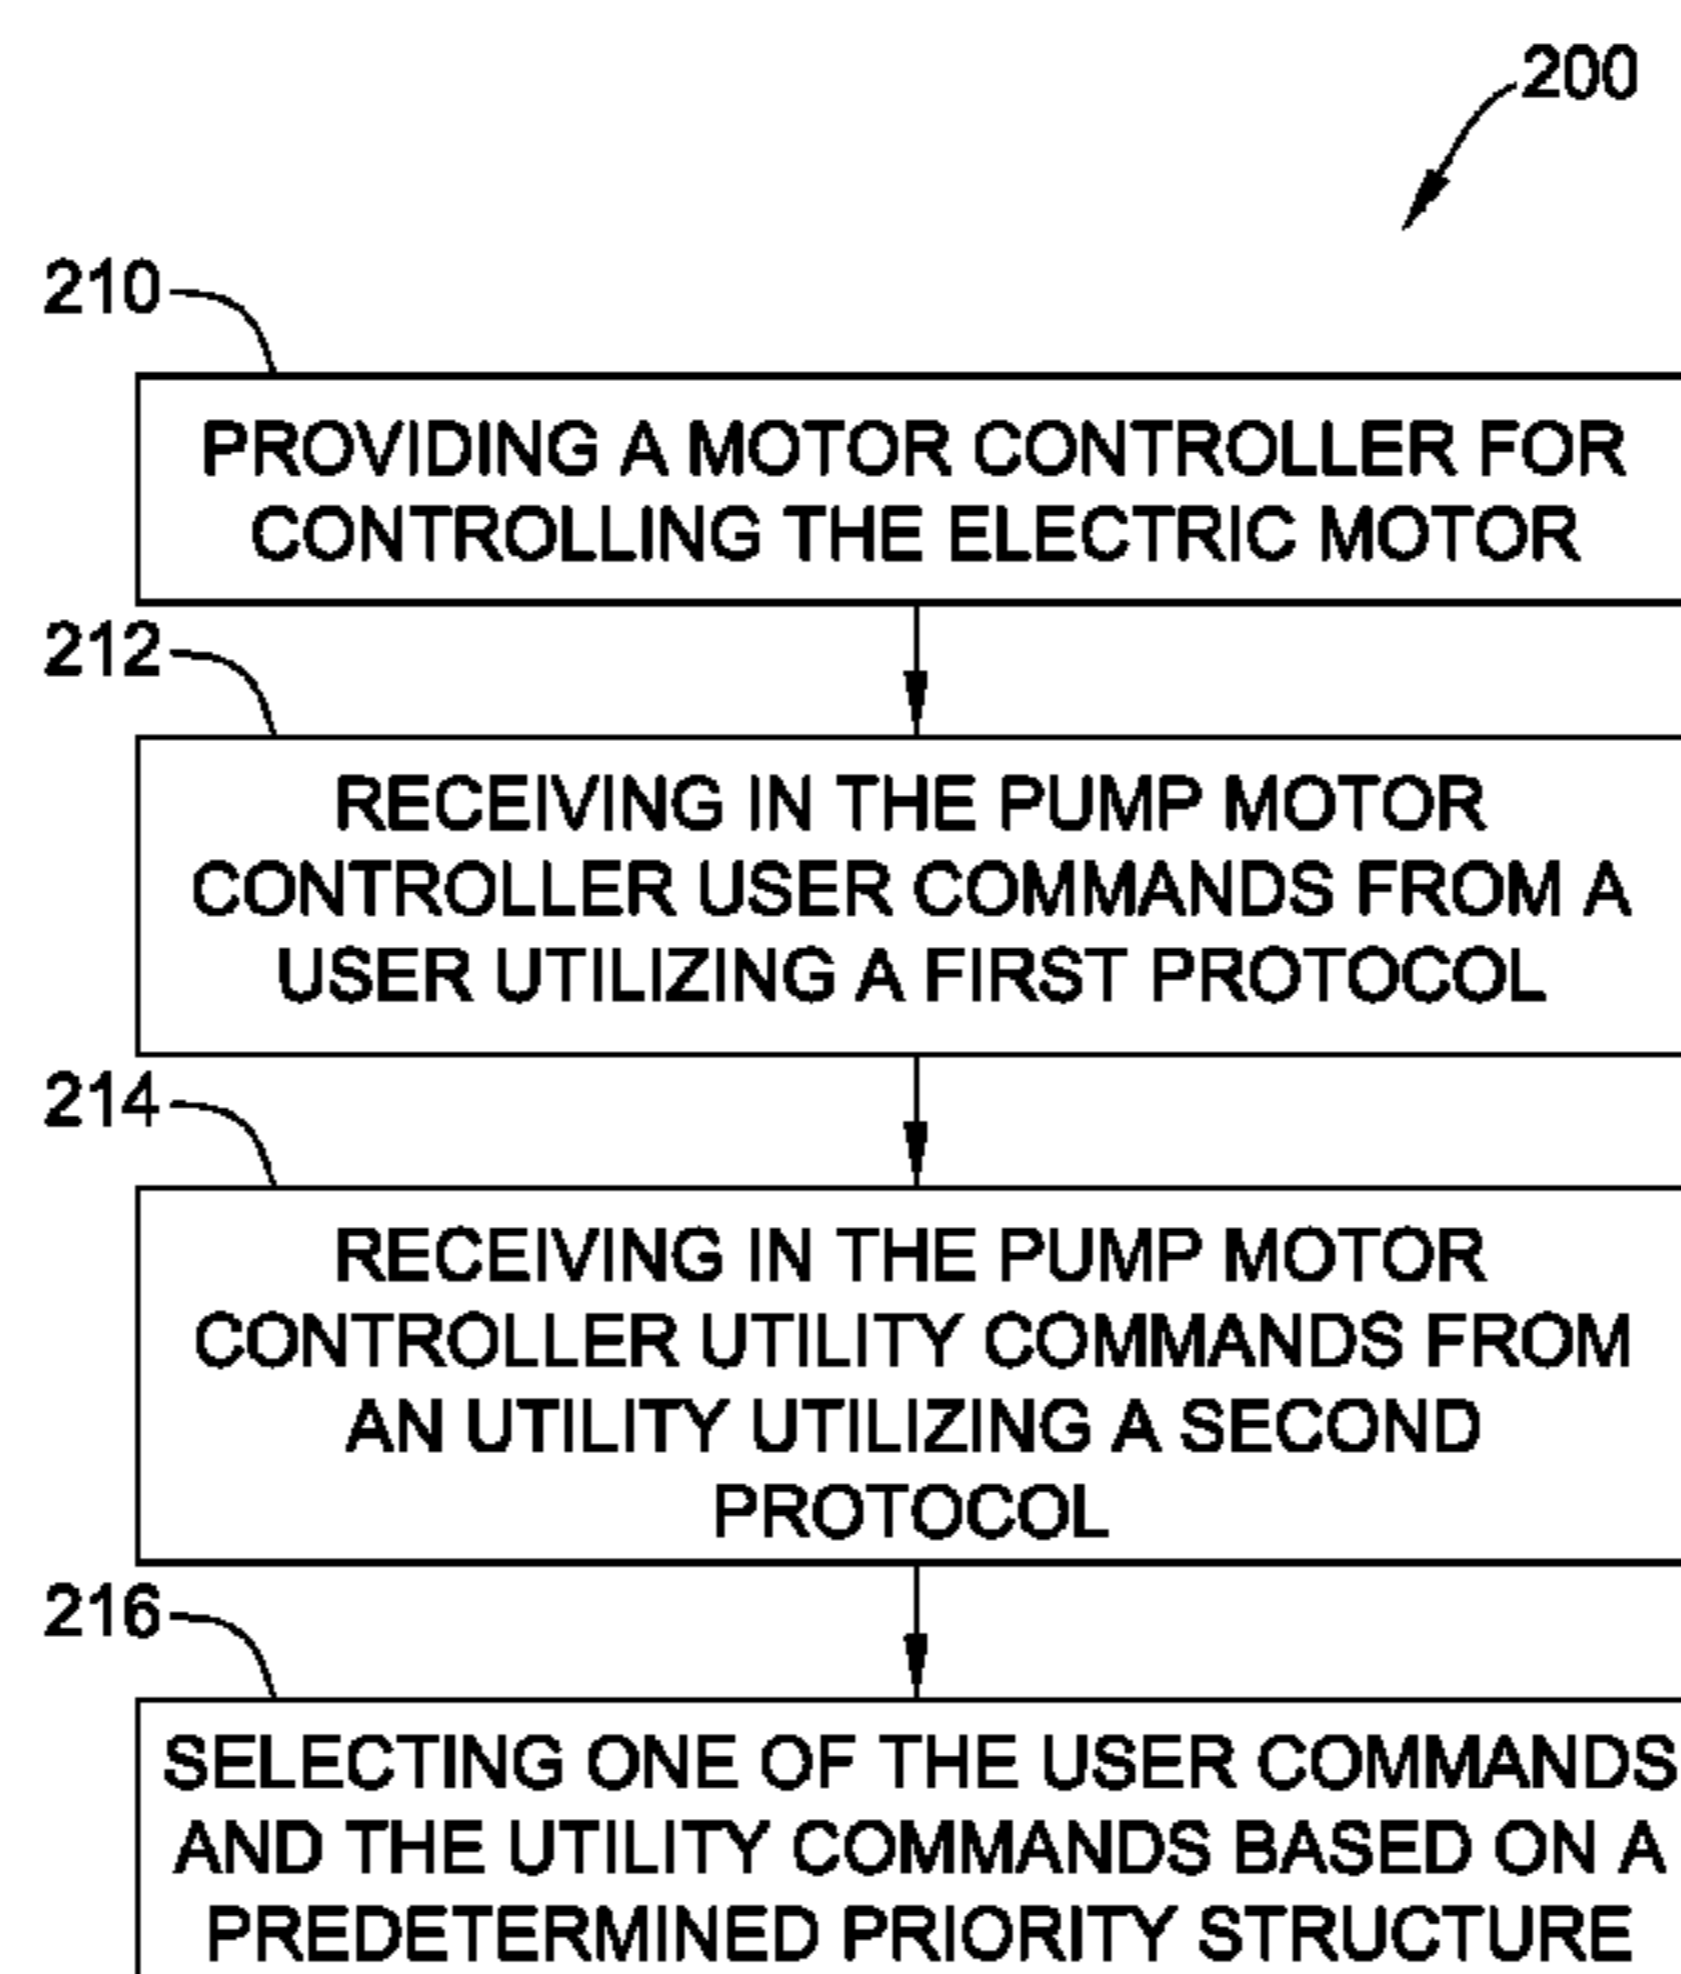 200
210
PROVIDING A MOTOR CONTROLLER FOR
CONTROLLING THE ELECTRIC MOTOR
212
RECEIVING IN THE PUMP MOTOR
CONTROLLER USER COMMANDS FROM A
USER UTILIZING A FIRST PROTOCOL
214
RECEIVING IN THE PUMP MOTOR
CONTROLLER UTILITY COMMANDS FROM
AN UTILITY UTILIZING A SECOND
PROTOCOL
216
SELECTING ONE OF THE USER COMMANDS
AND THE UTILITY COMMANDS BASED ON A
PREDETERMINED PRIORITY STRUCTURE